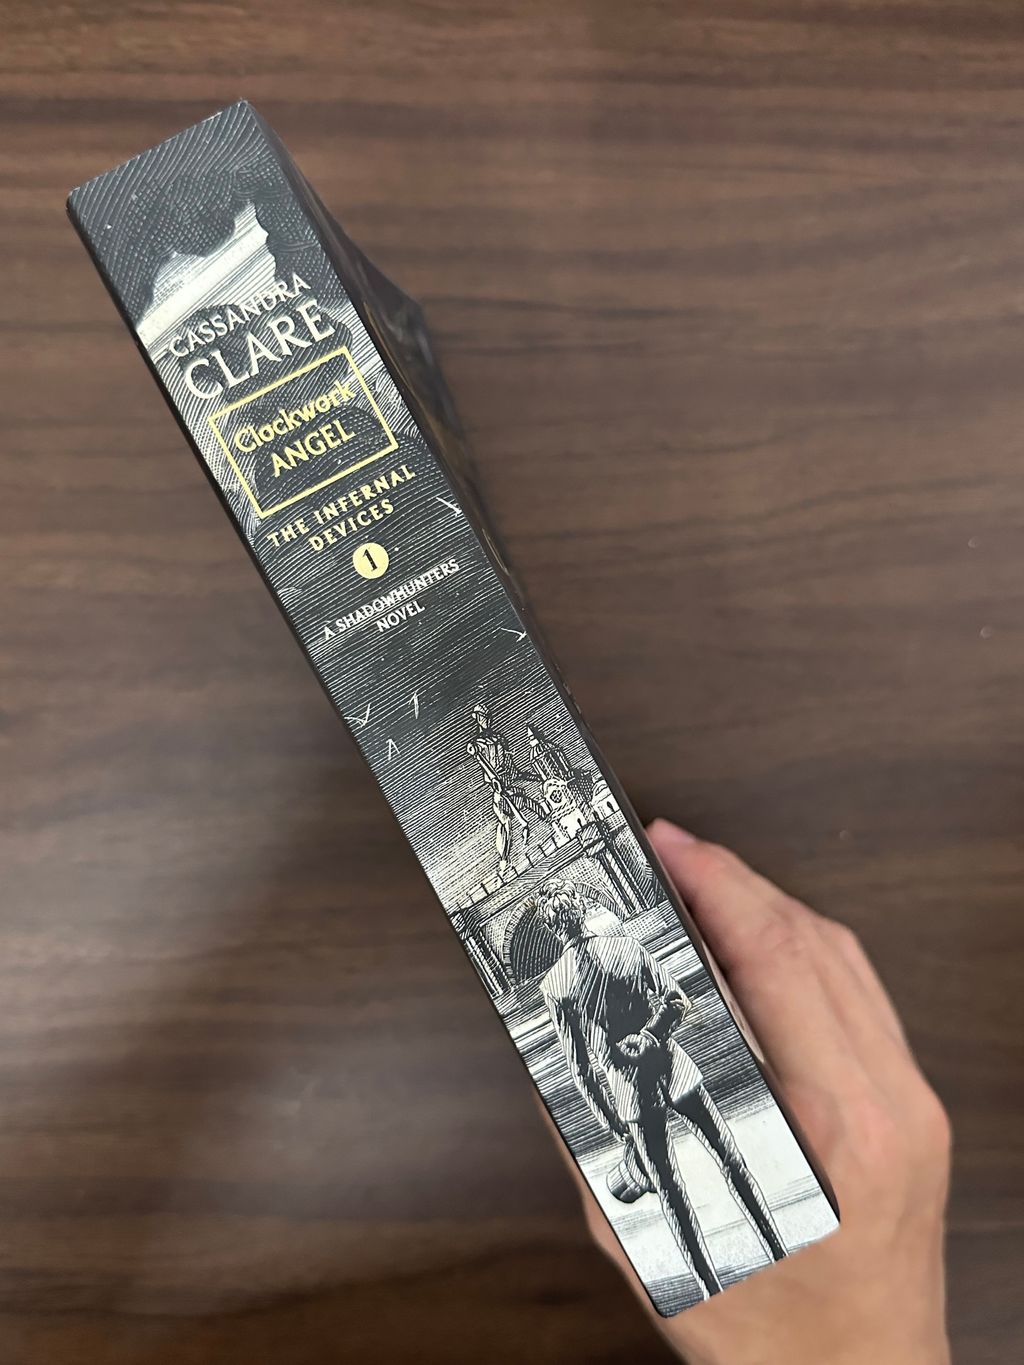 CASSANDRA
CLARE
Clockwork
ANGEL
THE INFERNAL
DEVICES
1
A SHADOWHUNTERS
NOVEL